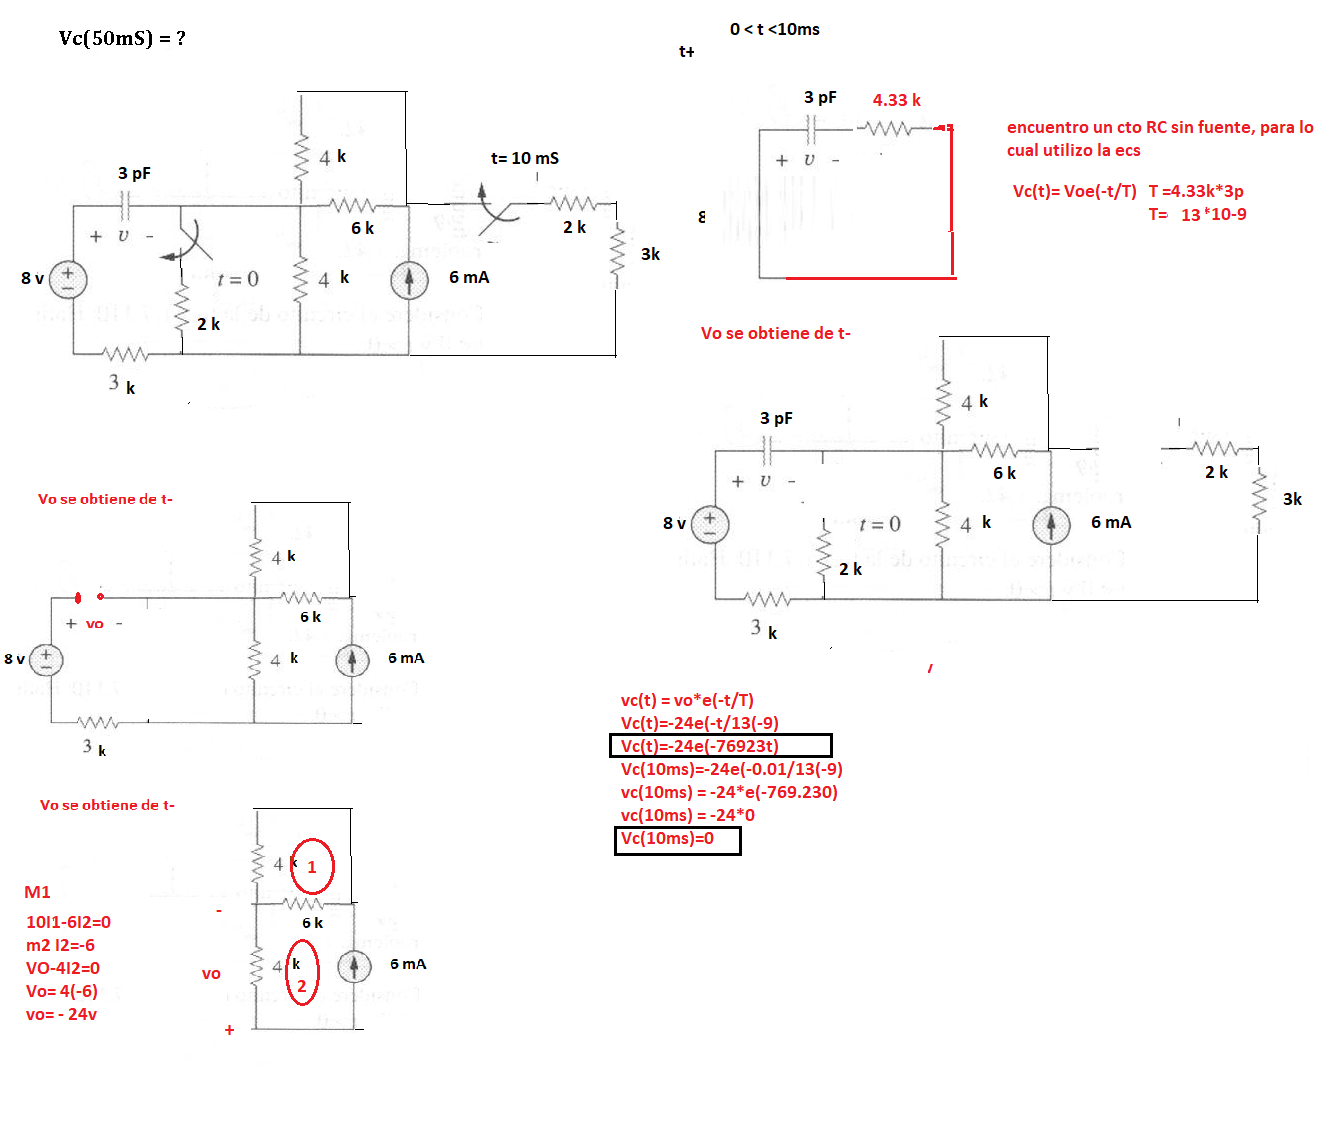 Vc(50mS) = ?
4 k
t= 10 mS
3 pF
6 k
2 k
+ υ -
3k
8 v
+
-
t = 0
4 k
6 mA
2 k
3 k
0 < t <10ms
t+
3 pF
4.33 k
+ υ -
8
encuentro un cto RC sin fuente, para lo
cual utilizo la ecs
Vc(t)= Voe(-t/T) T =4.33k*3p
T= 13 *10-9
Vo se obtiene de t-
4 k
3 pF
6 k
2 k
+ υ -
3k
8 v
+
-
t = 0
4 k
6 mA
2 k
3 k
Vo se obtiene de t-
4 k
6 k
+ vo -
8 v
+
-
4 k
6 mA
3 k
Vo se obtiene de t-
4 k
1
M1
10I1-6I2=0
m2 I2=-6
VO-4I2=0
Vo= 4(-6)
vo= - 24v
-
6 k
vo
4 k
2
6 mA
+
vc(t) = vo*e(-t/T)
Vc(t)=-24e(-t/13(-9)
Vc(t)=-24e(-76923t)
Vc(10ms)=-24e(-0.01/13(-9)
vc(10ms) = -24*e(-769.230)
vc(10ms) = -24*0
Vc(10ms)=0